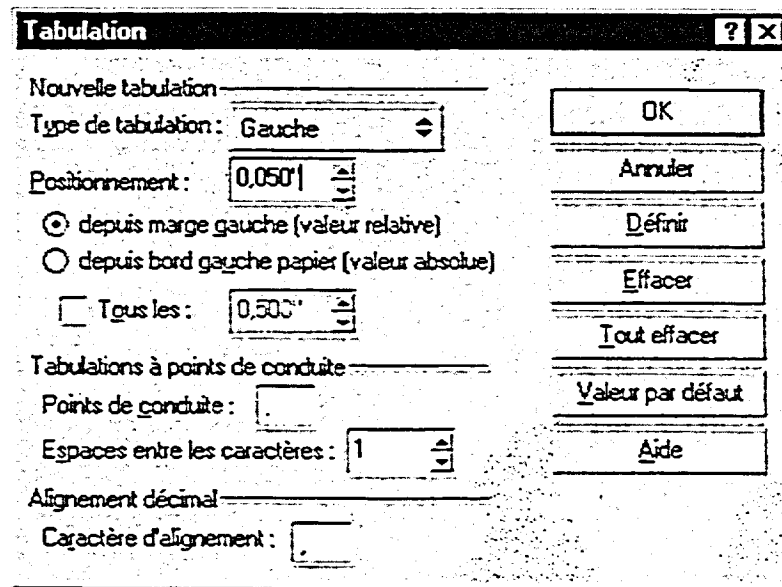 Tabulation
Nouvelle tabulation
Type de tabulation : Gauche
Positionnement : 0,050"
depuis marge gauche (valeur relative)
depuis bord gauche papier (valeur absolue)
Tous les : 0,500"
Tabulations à points de conduite
Points de conduite : .
Espaces entre les caractères : 1
Alignement décimal
Caractère d'alignement : ,
OK
Annuler
Définir
Effacer
Tout effacer
Valeur par défaut
Aide